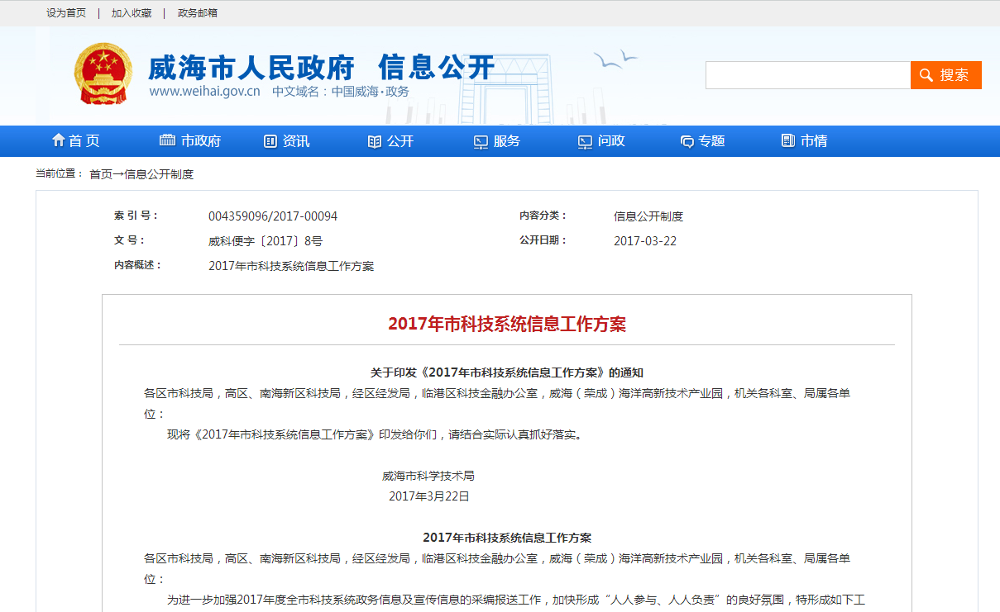 设为首页 | 加入收藏 | 政务邮箱
威海市人民政府 信息公开
www.weihai.gov.cn 中文域名：中国威海·政务
搜索
首页 市政府 资讯 公开 服务 问政 专题 市情
当前位置： 首页→信息公开制度
索 引 号： 004359096/2017-00094 内容分类： 信息公开制度
文 号： 威科便字〔2017〕8号 公开日期： 2017-03-22
内容概述： 2017年市科技系统信息工作方案
2017年市科技系统信息工作方案
关于印发《2017年市科技系统信息工作方案》的通知
各区市科技局，高区、南海新区科技局，经区经发局，临港区科技金融办公室，威海（荣成）海洋高新技术产业园，机关各科室、局属各单
位：
现将《2017年市科技系统信息工作方案》印发给你们，请结合实际认真抓好落实。
威海市科学技术局
2017年3月22日
2017年市科技系统信息工作方案
各区市科技局，高区、南海新区科技局，经区经发局，临港区科技金融办公室，威海（荣成）海洋高新技术产业园，机关各科室、局属各单
位：
为进一步加强2017年度全市科技系统政务信息及宣传信息的采编报送工作，加快形成“人人参与、人人负责”的良好氛围，特形成如下工